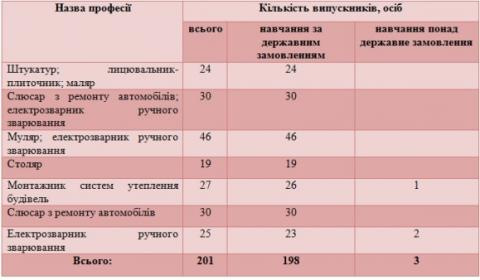 Назва професії
Кількість випускників, осіб
всього
навчання за державним замовленням
навчання понад державне замовлення
Штукатур; лицювальник-
плиточник; маляр
24
24
Слюсар з ремонту автомобілів;
електрозварник ручного
зварювання
30
30
Муляр; електрозварник ручного
зварювання
46
46
Столяр
19
19
Монтажник систем утеплення
будівель
27
26
1
Слюсар з ремонту автомобілів
30
30
Електрозварник ручного
зварювання
25
23
2
Всього:
201
198
3